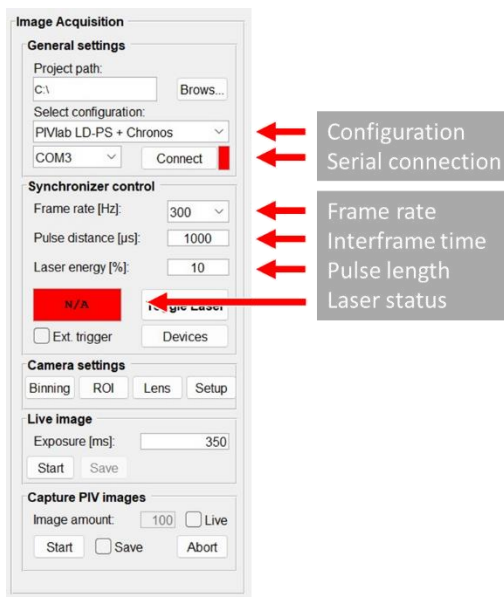 Image Acquisition
General settings
Project path:
C:\ Brows...
Select configuration:
PIVlab LD-PS + Chronos
COM3 Connect
Configuration
Serial connection
Synchronizer control
Frame rate [Hz]: 300
Pulse distance [µs]: 1000
Laser energy [%]: 10
N/A Laser
Ext. trigger Devices
Frame rate
Interframe time
Pulse length
Laser status
Camera settings
Binning ROI Lens Setup
Live image
Exposure [ms]: 350
Start Save
Capture PIV images
Image amount: 100 Live
Start Save Abort